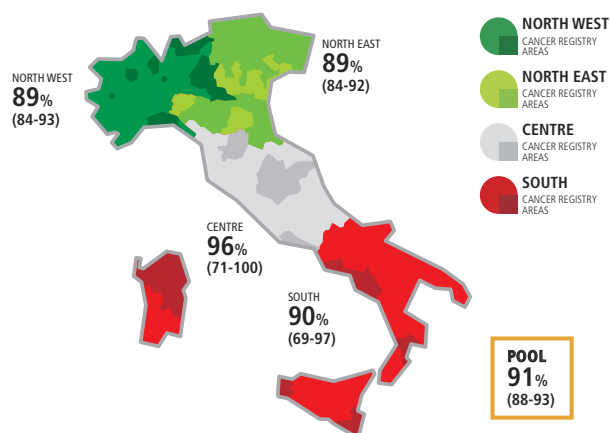 NORTH WEST
89%
(84-93)
NORTH EAST
89%
(84-92)
CENTRE
96%
(71-100)
SOUTH
90%
(69-97)
NORTH WEST
CANCER REGISTRY
AREAS
NORTH EAST
CANCER REGISTRY
AREAS
CENTRE
CANCER REGISTRY
AREAS
SOUTH
CANCER REGISTRY
AREAS
POOL
91%
(88-93)